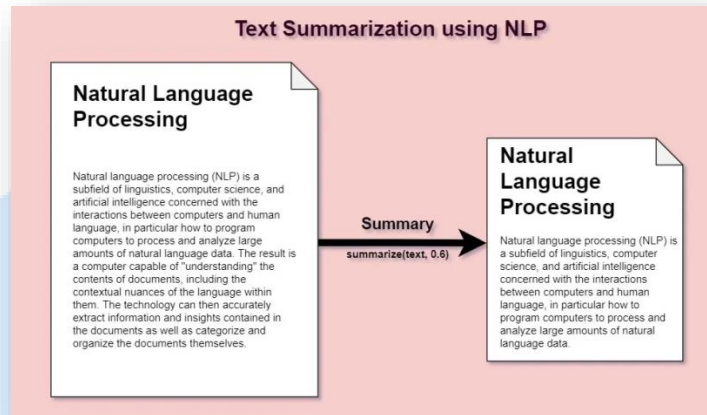 Text Summarization using NLP
Natural Language
Processing
Natural language processing (NLP) is a
subfield of linguistics, computer science, and
artificial intelligence concerned with the
interactions between computers and human
language, in particular how to program
computers to process and analyze large
amounts of natural language data. The result is
a computer capable of "understanding" the
contents of documents, including the
contextual nuances of the language within
them. The technology can then accurately
extract information and insights contained in
the documents as well as categorize and
organize the documents themselves.
Summary
summarize(text, 0.6)
Natural
Language
Processing
Natural language processing (NLP) is
a subfield of linguistics, computer
science, and artificial intelligence
concerned with the interactions
between computers and human
language, in particular how to
program computers to process and
analyze large amounts of natural
language data.